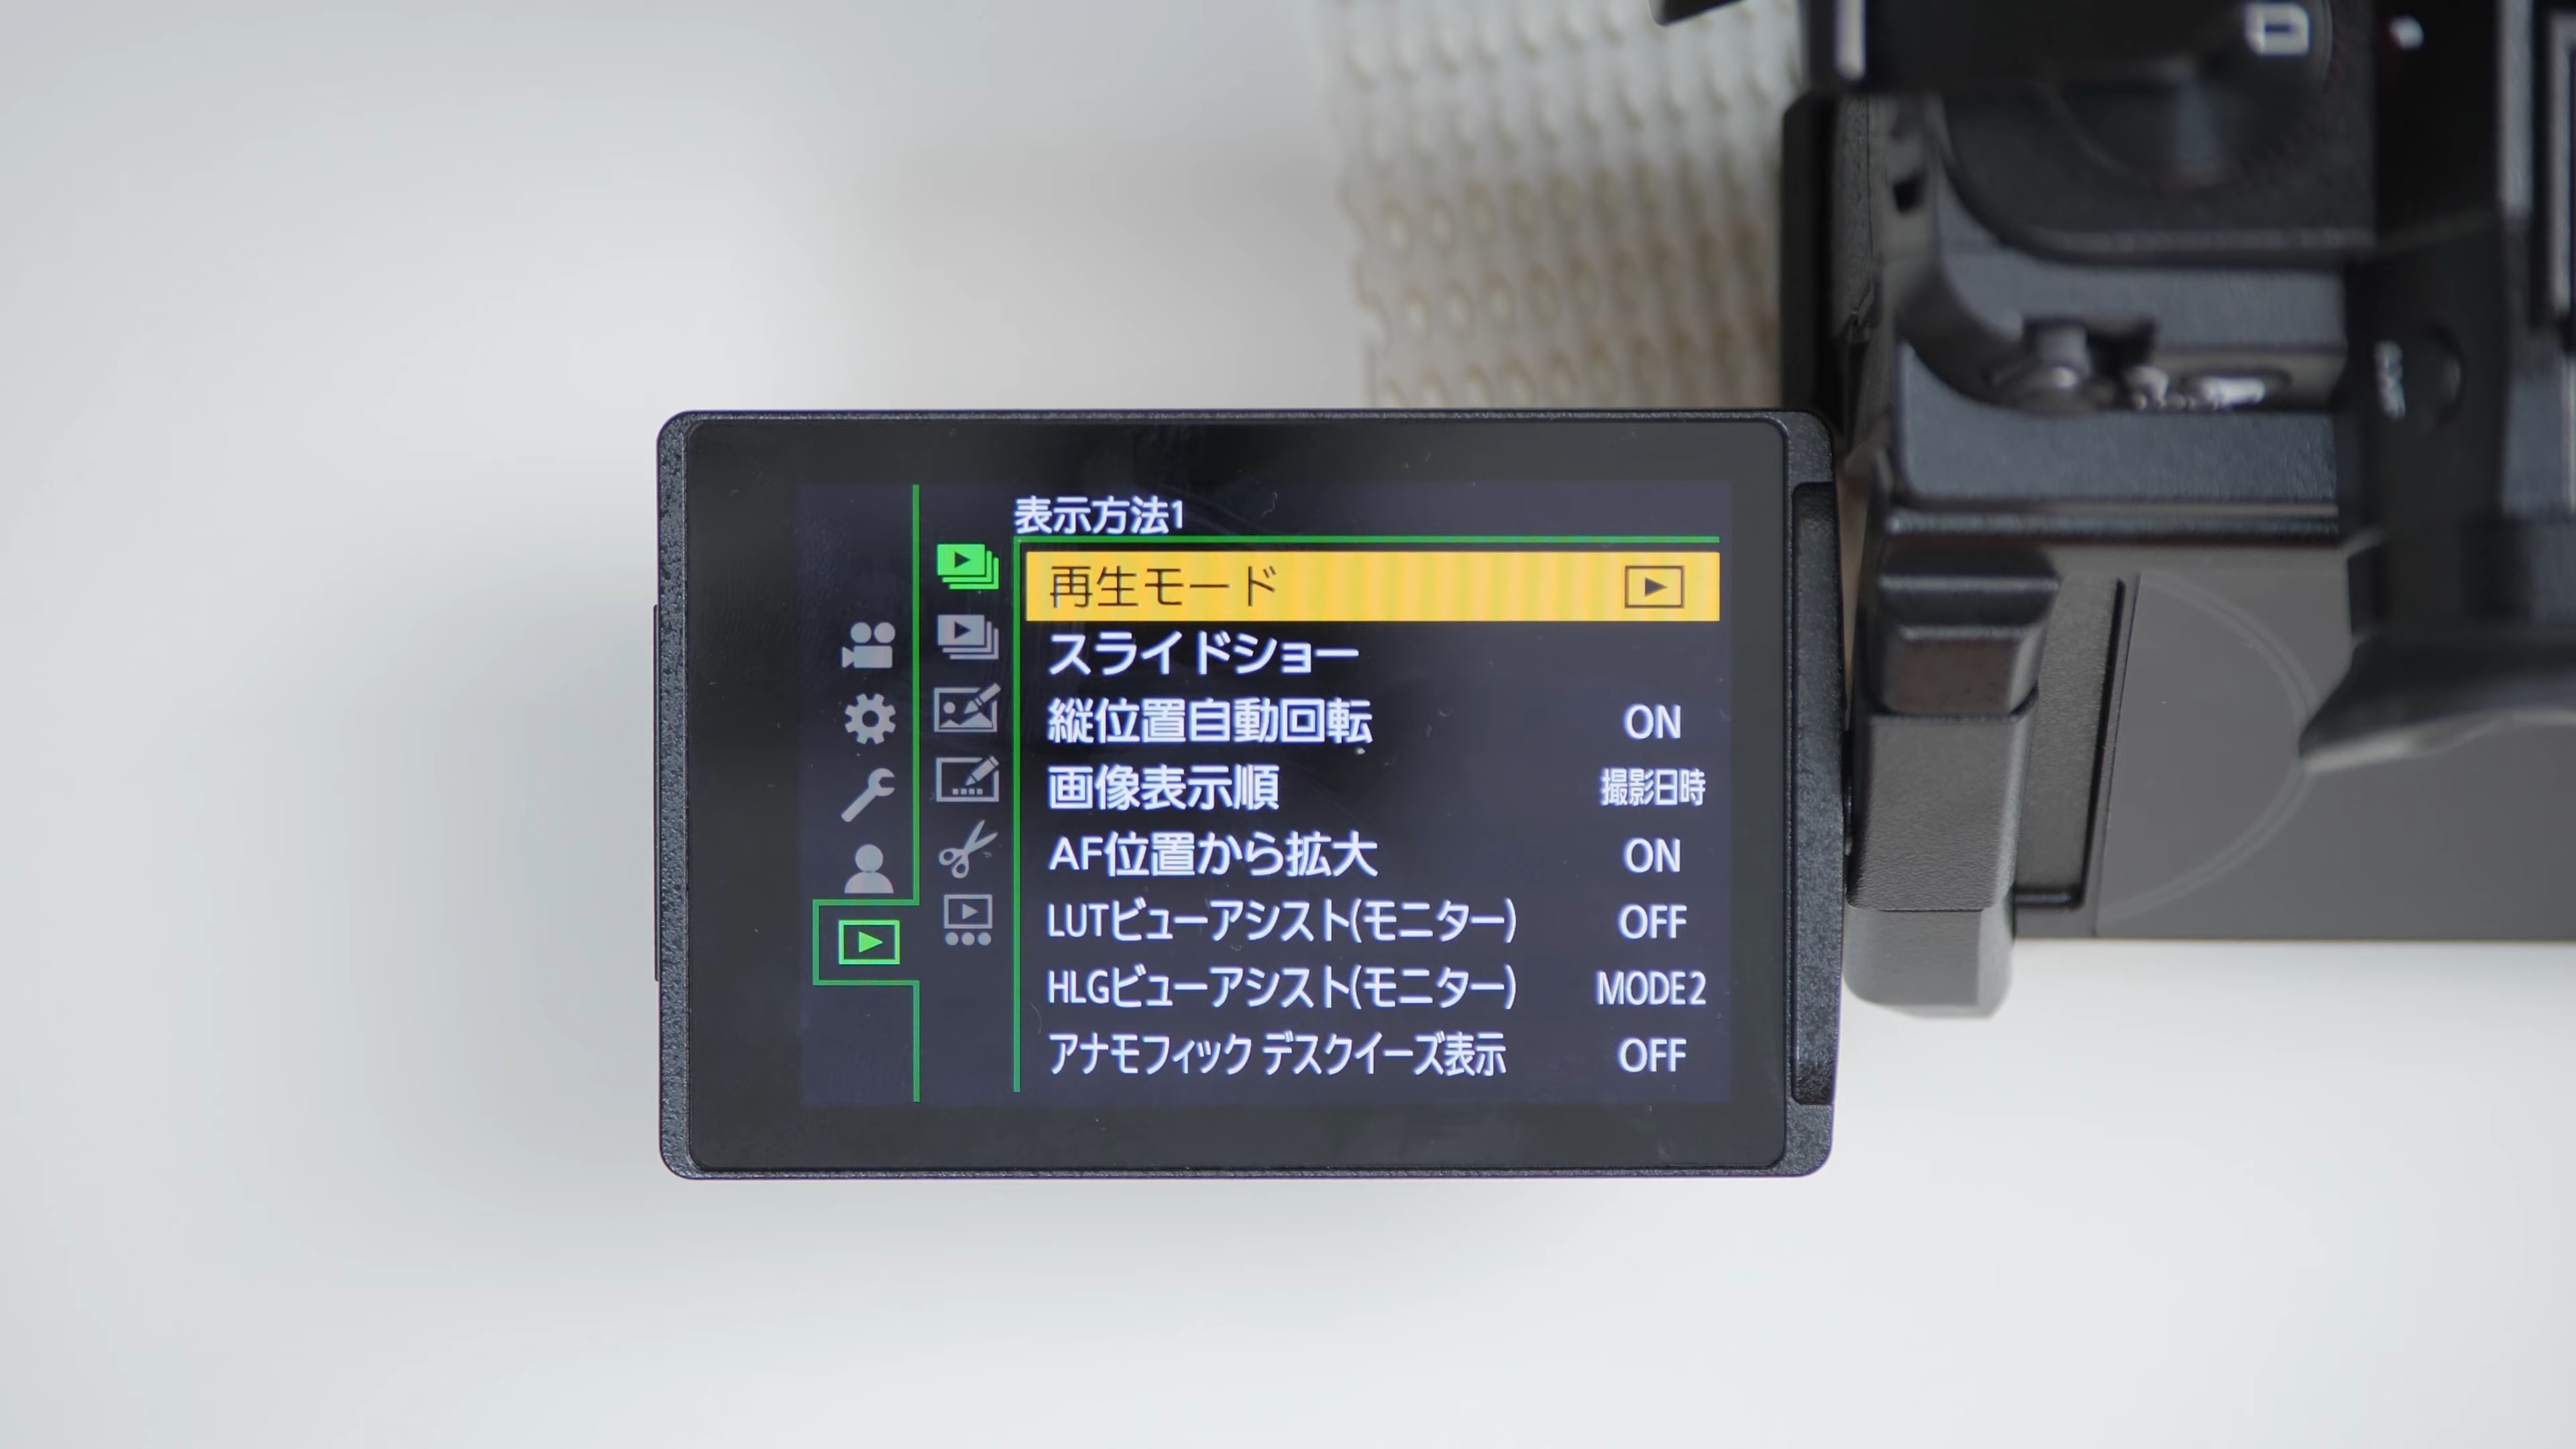 表示方法1
再生モード
スライドショー
縦位置自動回転 ON
画像表示順 撮影日時
AF位置から拡大 ON
LUTビューアシスト(モニター) OFF
HLGビューアシスト(モニター) MODE2
アナモフィック デスクイーズ表示 OFF